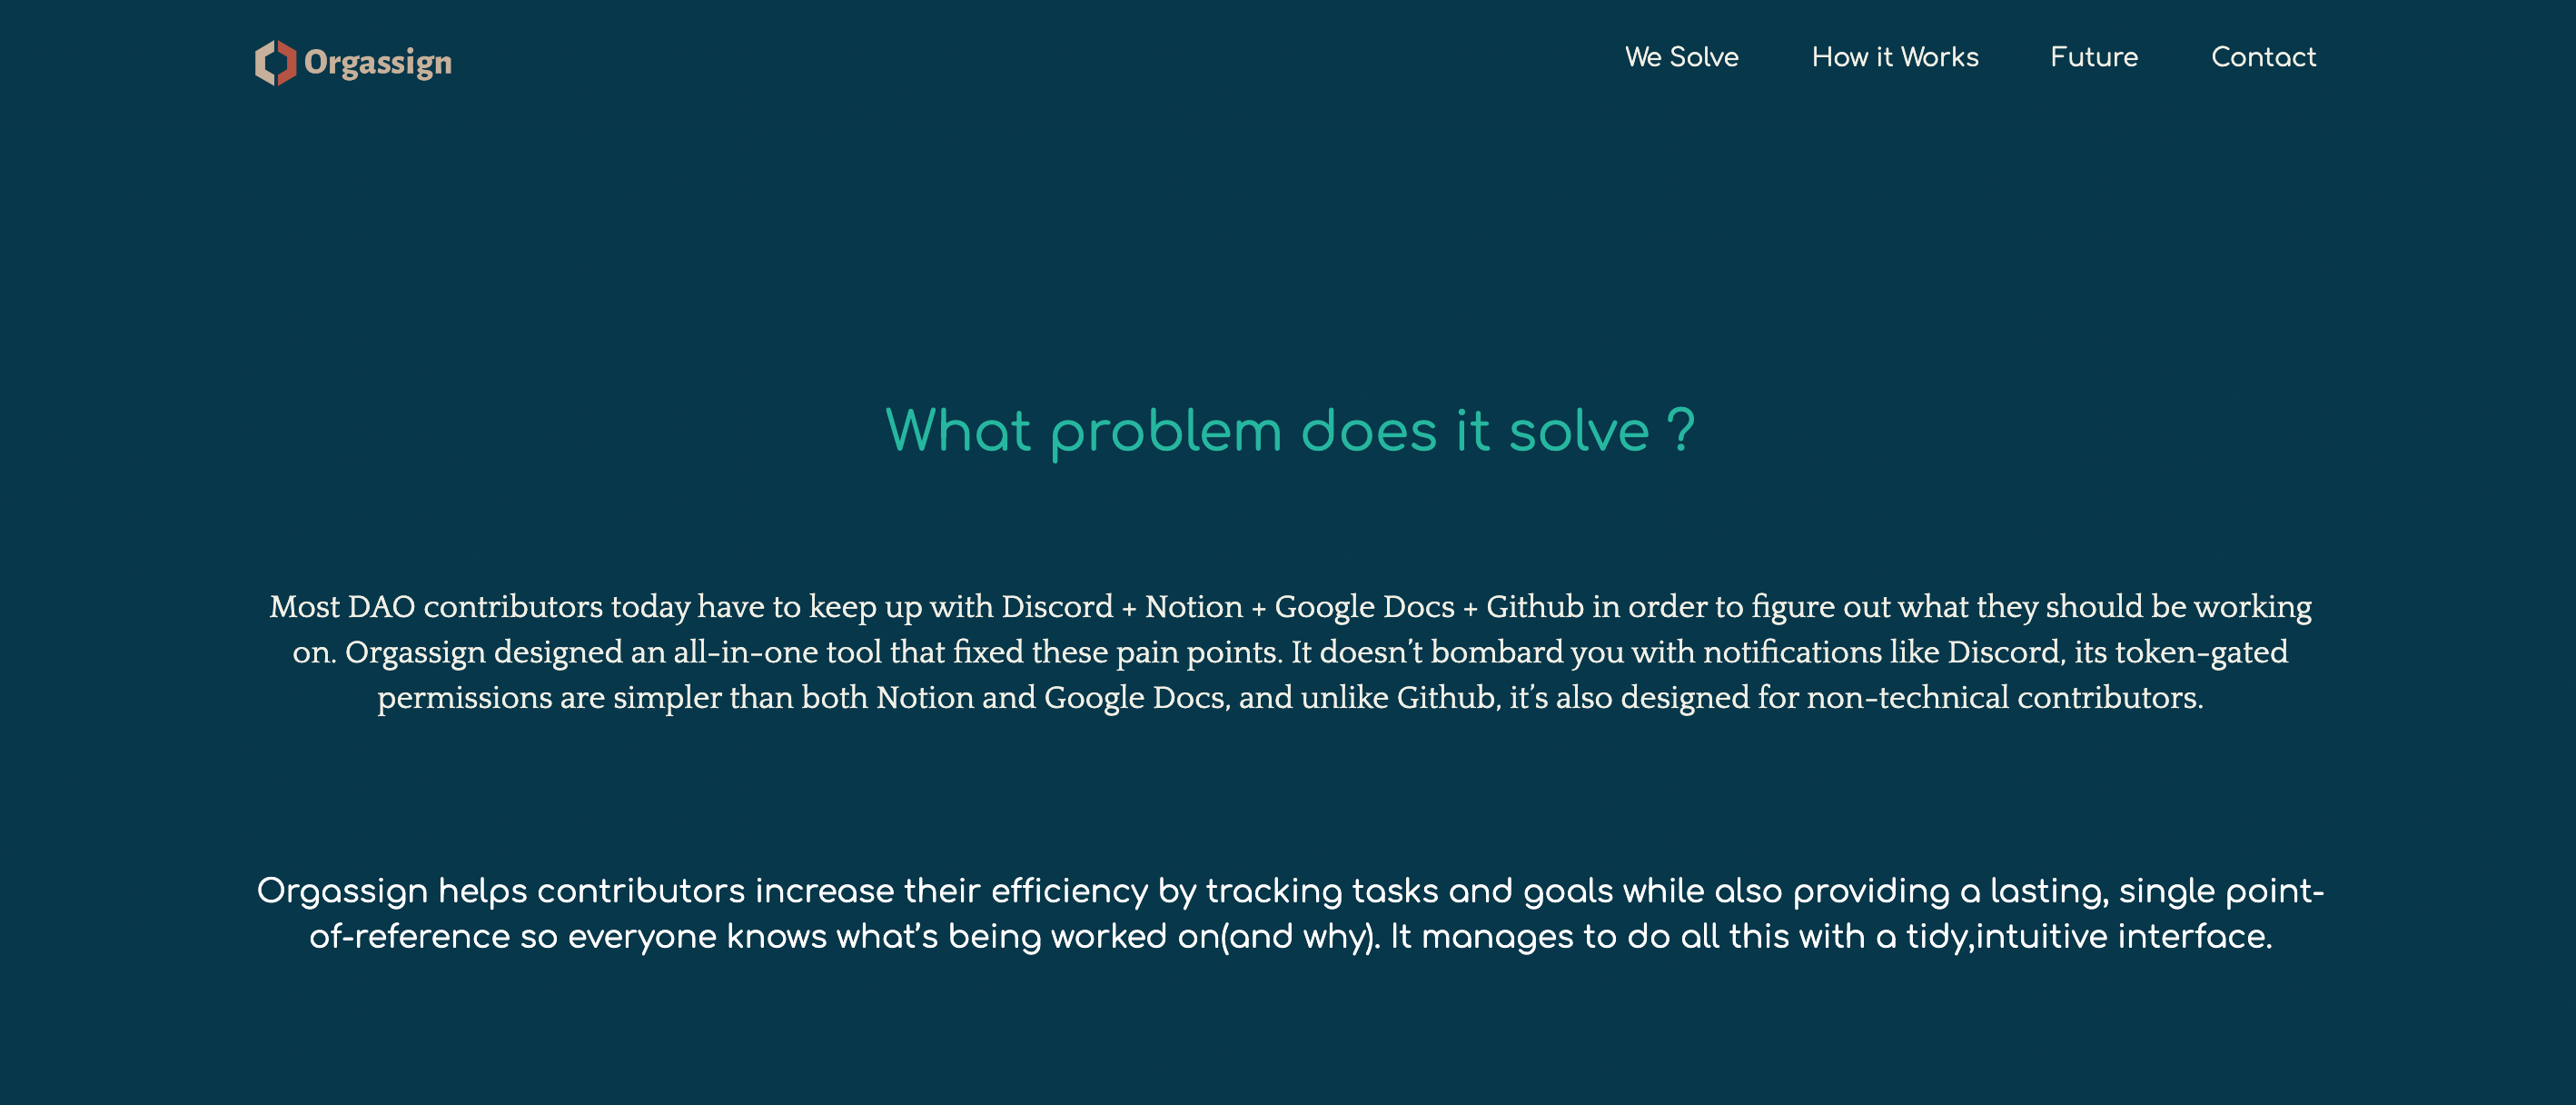 Orgassign
We Solve How it Works Future Contact
What problem does it solve ?
Most DAO contributors today have to keep up with Discord + Notion + Google Docs + Github in order to figure out what they should be working
on. Orgassign designed an all-in-one tool that fixed these pain points. It doesn’t bombard you with notifications like Discord, its token-gated
permissions are simpler than both Notion and Google Docs, and unlike Github, it’s also designed for non-technical contributors.
Orgassign helps contributors increase their efficiency by tracking tasks and goals while also providing a lasting, single point-
of-reference so everyone knows what’s being worked on(and why). It manages to do all this with a tidy,intuitive interface.